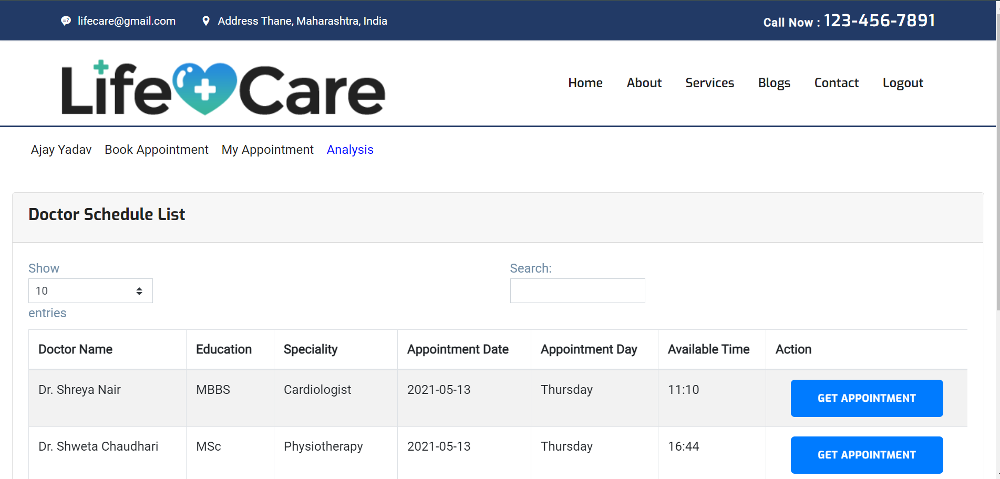 lifecare@gmail.com Address Thane, Maharashtra, India Call Now : 123-456-7891
Life Care
Home About Services Blogs Contact Logout
Ajay Yadav Book Appointment My Appointment Analysis
Doctor Schedule List
Show Search:
10
entries
Doctor Name Education Speciality Appointment Date Appointment Day Available Time Action
Dr. Shreya Nair MBBS Cardiologist 2021-05-13 Thursday 11:10 GET APPOINTMENT
Dr. Shweta Chaudhari MSc Physiotherapy 2021-05-13 Thursday 16:44 GET APPOINTMENT